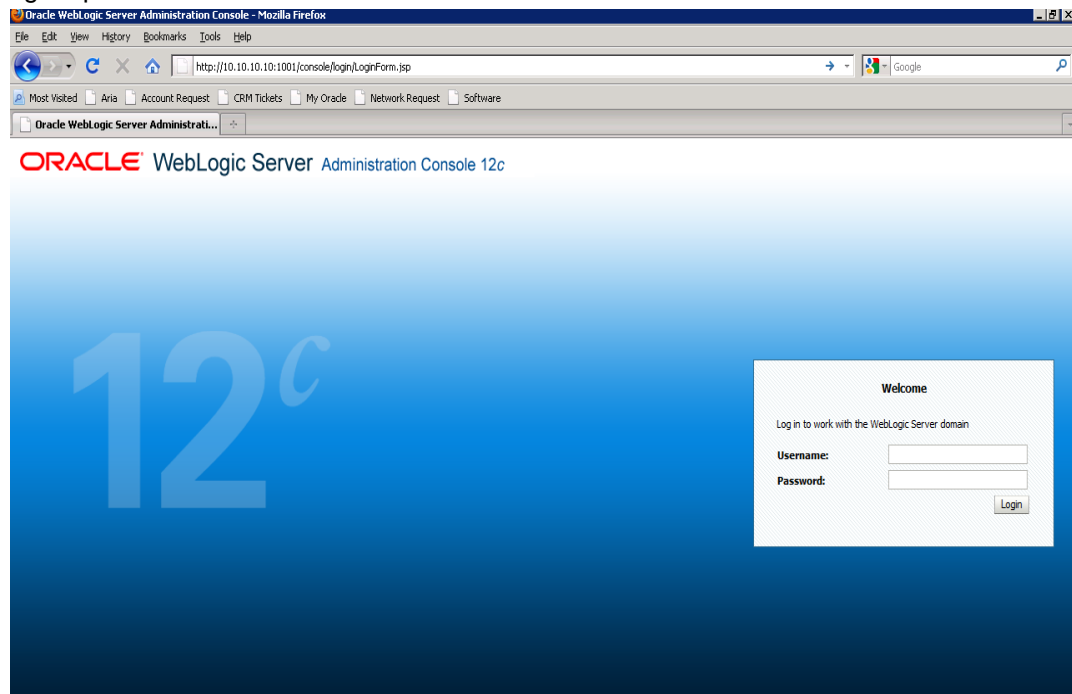 Oracle WebLogic Server Administration Console - Mozilla Firefox
File Edit View History Bookmarks Tools Help
http://10.10.10.10:1001/console/login/LoginForm.jsp
Google
Most Visited Aria Account Request CRM Tickets My Oracle Network Request Software
Oracle WebLogic Server Administrati...
ORACLE WebLogic Server Administration Console 12c
12c
Welcome
Log in to work with the WebLogic Server domain
Username:
Password:
Login